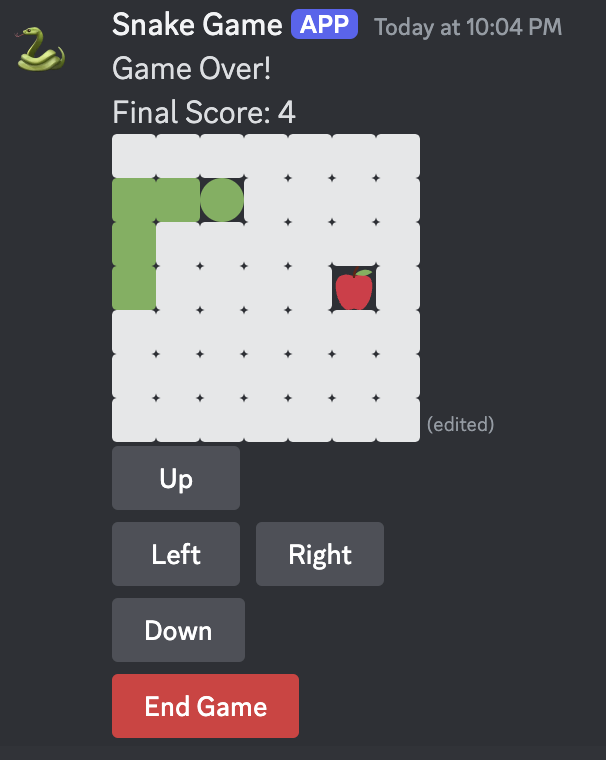 Snake Game APP Today at 10:04 PM
Game Over!
Final Score: 4
(edited)
Up
Left Right
Down
End Game